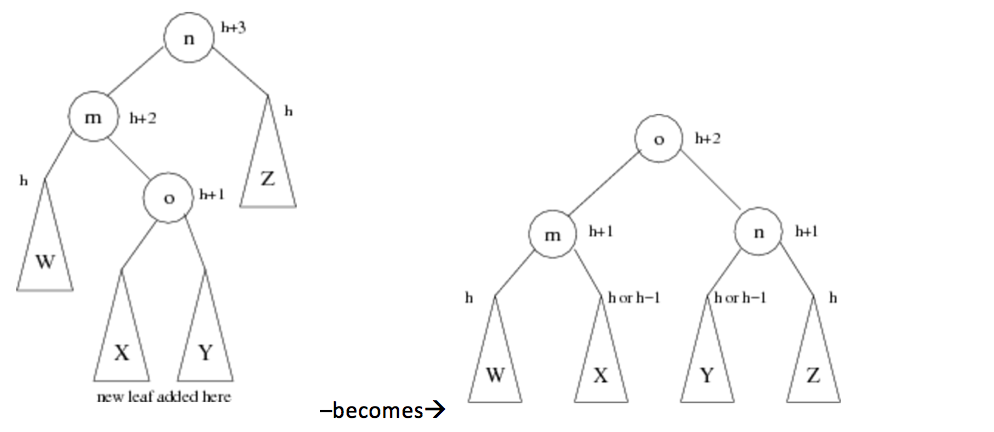 n h+3
m h+2
h
h
Z
o h+1
W
X Y
new leaf added here
–becomes→
o h+2
m h+1 n h+1
h h or h−1 h or h−1 h
W X Y Z